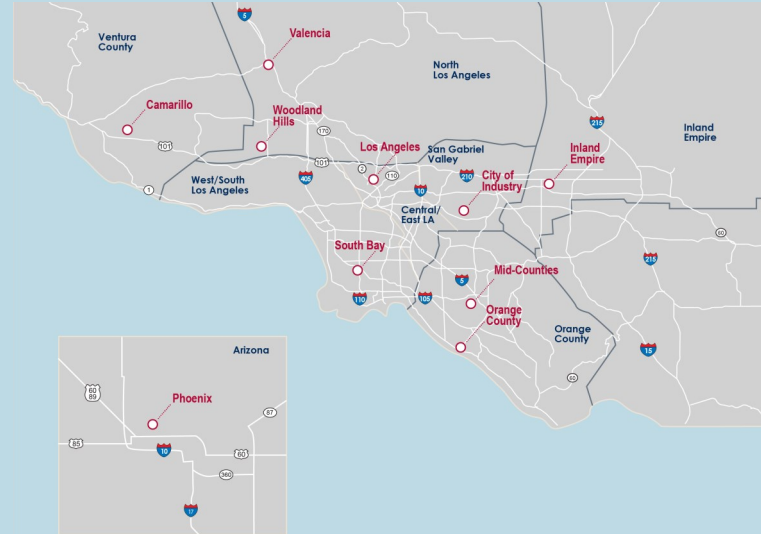 5
Valencia
Ventura
County
North
Los Angeles
Camarillo
Woodland
Hills
215
170
Inland
Empire
101
Los Angeles
San Gabriel
Valley
Inland
Empire
101
2
110
405
210
West/South
Los Angeles
1
10
City of
Industry
Central/
East LA
60
South Bay
215
Mid-Counties
5
110
105
Orange
County
Orange
County
15
Arizona
60
89
Phoenix
87
85
10
60
360
17